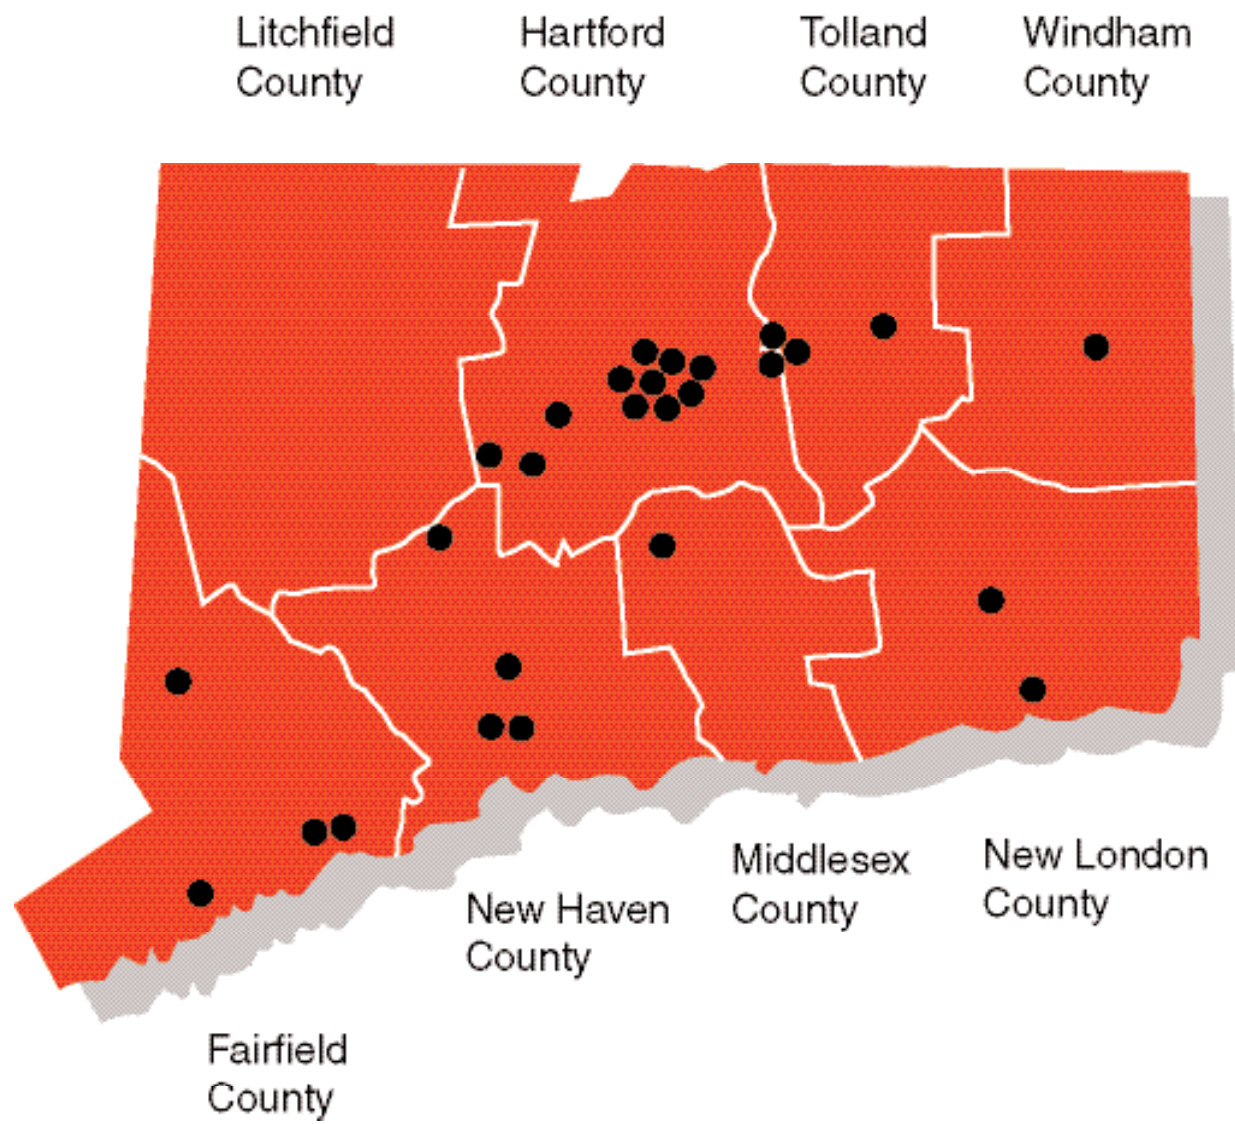 Litchfield
County
Hartford
County
Tolland
County
Windham
County
Middlesex
County
New London
County
New Haven
County
Fairfield
County